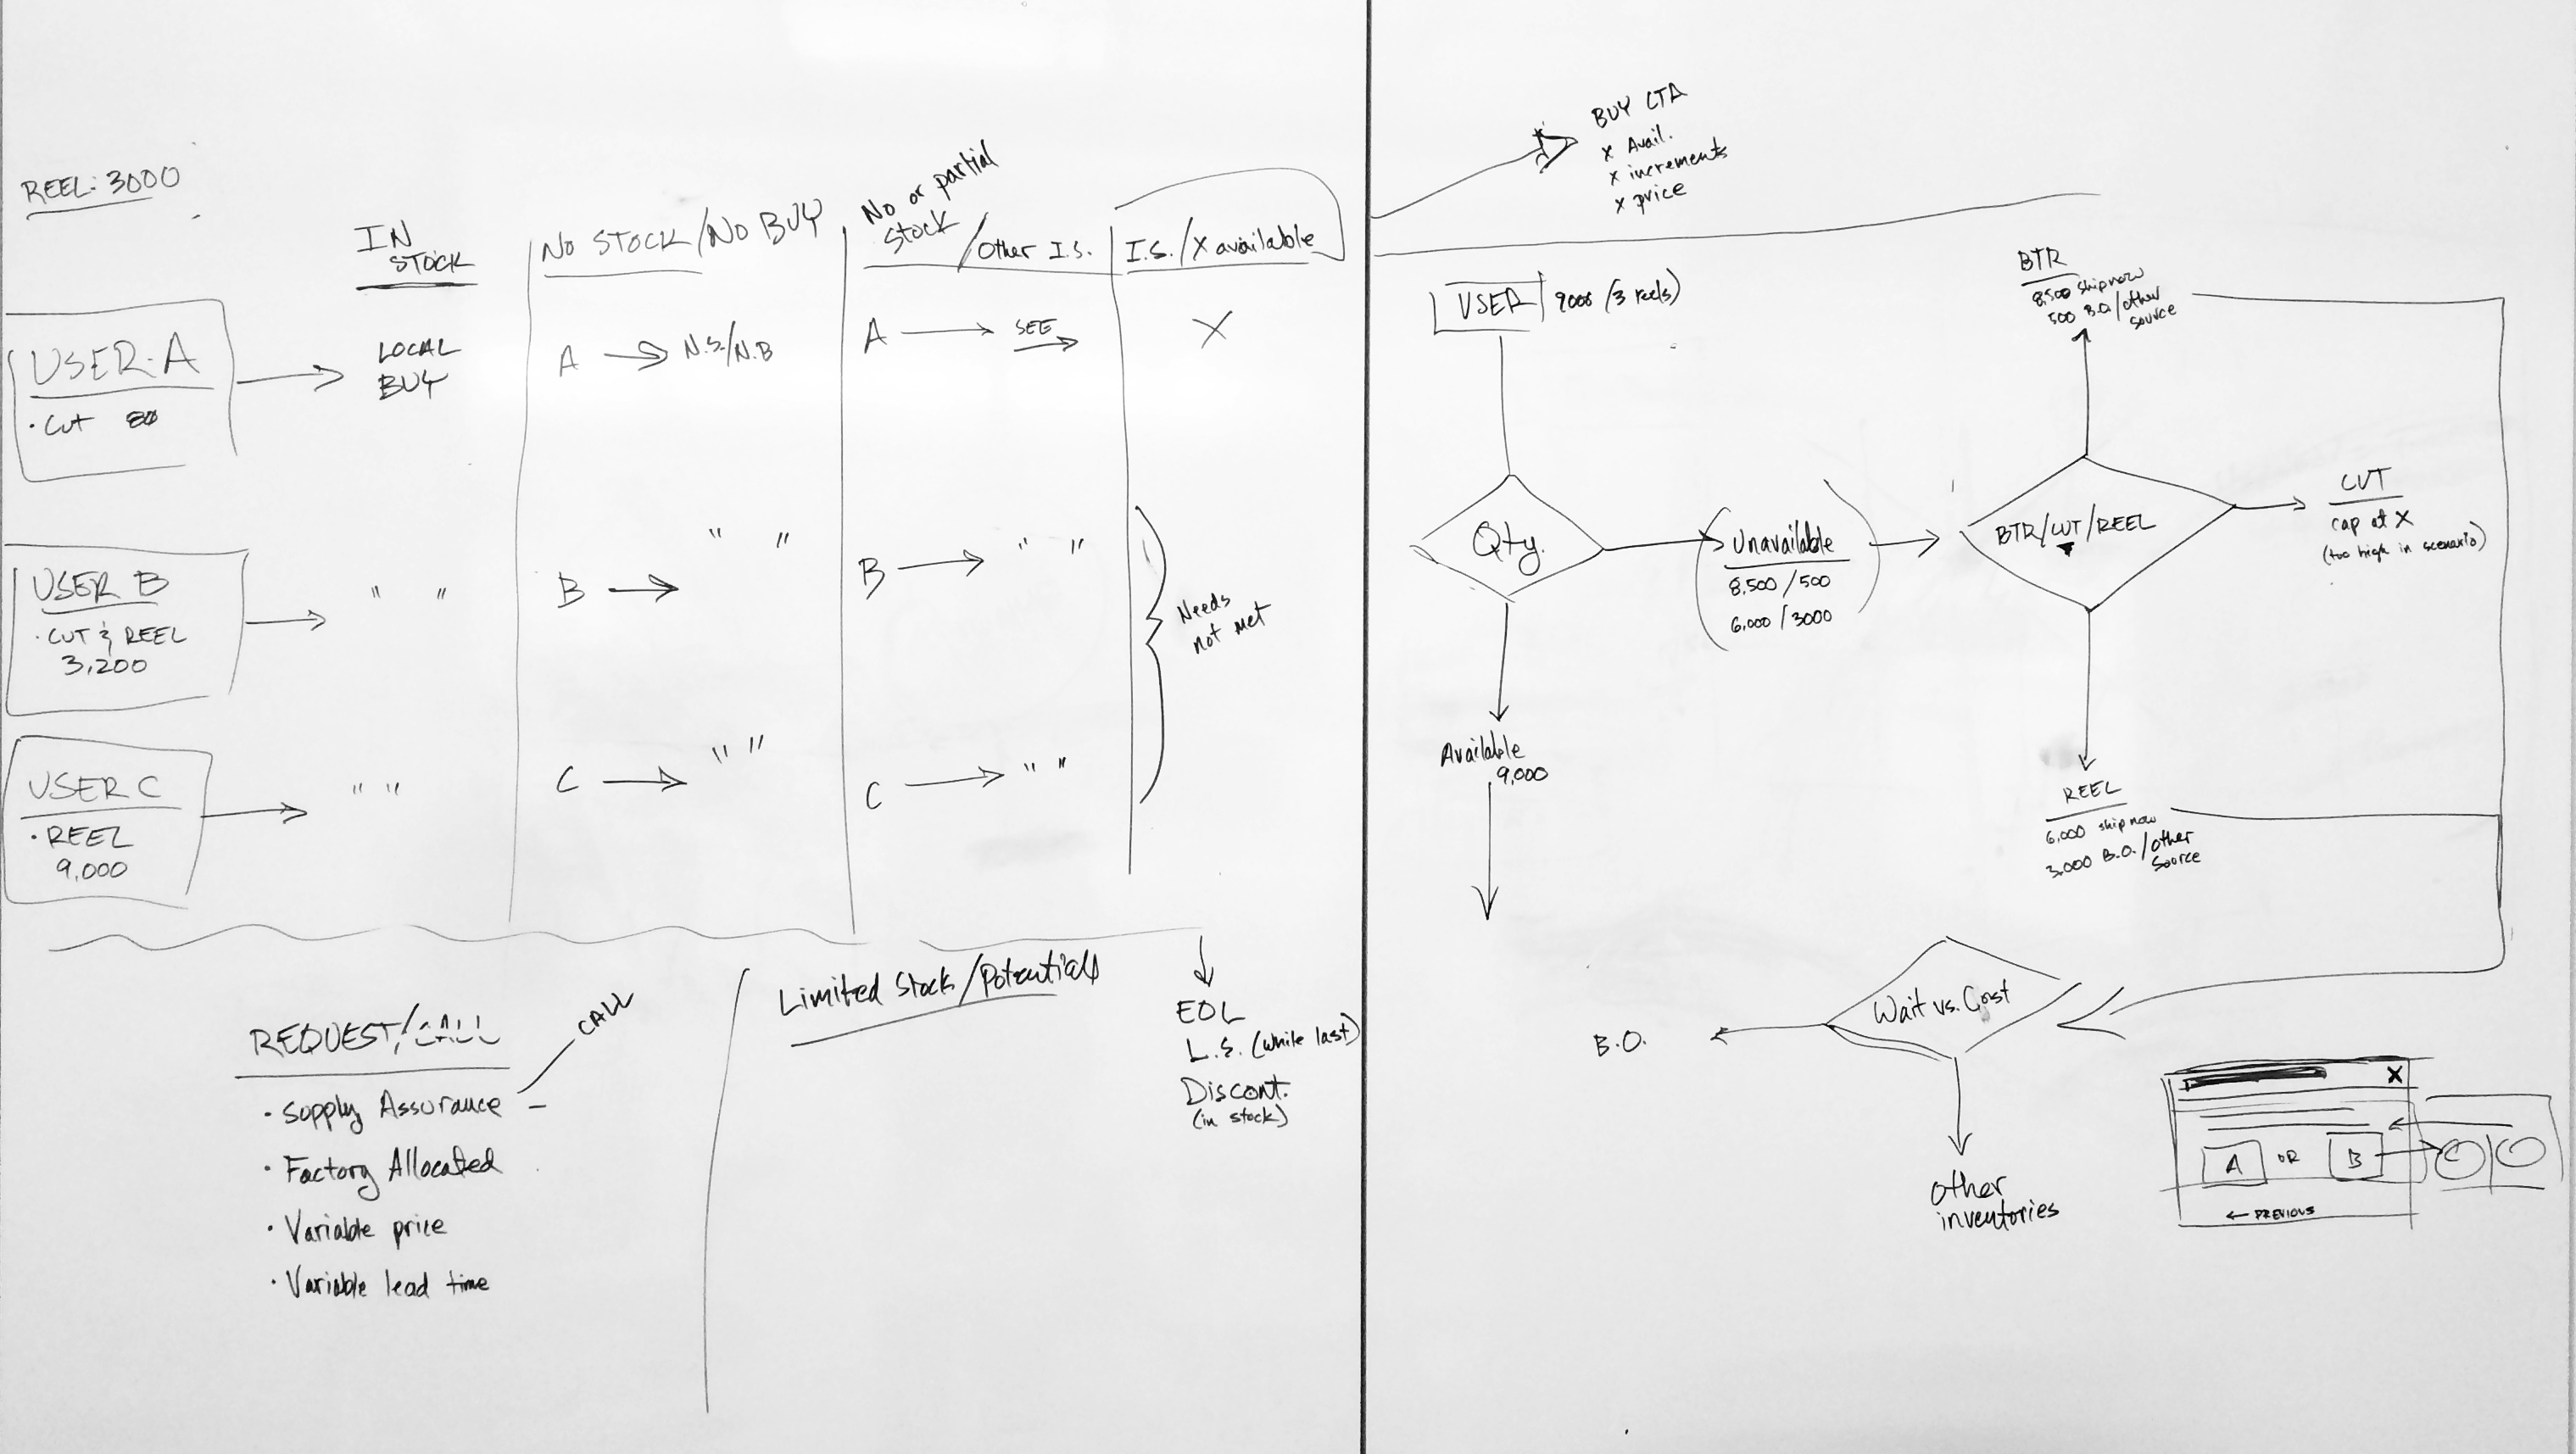 REEL: 3000
IN
STOCK
NO STOCK/NO BUY
No or partial
Stock
/Other I.S.
I.S./X available
USER A
· Cut
LOCAL
BUY
A → N.S./N.B
A → SEE
X
USER B
· CUT & REEL
3,200
" "
B → " "
B → " "
Needs
not met
USER C
· REEL
9,000
" "
C → " "
C → " "
REQUEST/CALL
CALL
· Supply Assurance -
· Factory Allocated
· Variable price
· Variable lead time
Limited Stock/Potentials
EOL
L.S. (while last)
Discont.
(in stock)
BUY CTA
x Avail.
x increments
x price
USER 9000 (3 reels)
Qty.
Unavailable
8,500/500
6,000/3000
Available
9,000
BTR/CUT/REEL
BTR
8,500 ship now
500 B.O./other
source
CUT
cap at X
(too high in scenario)
REEL
6,000 ship now
3,000 B.O./other
source
Wait vs. Cost
B.O.
other
inventories
X
A OR B
← PREVIOUS